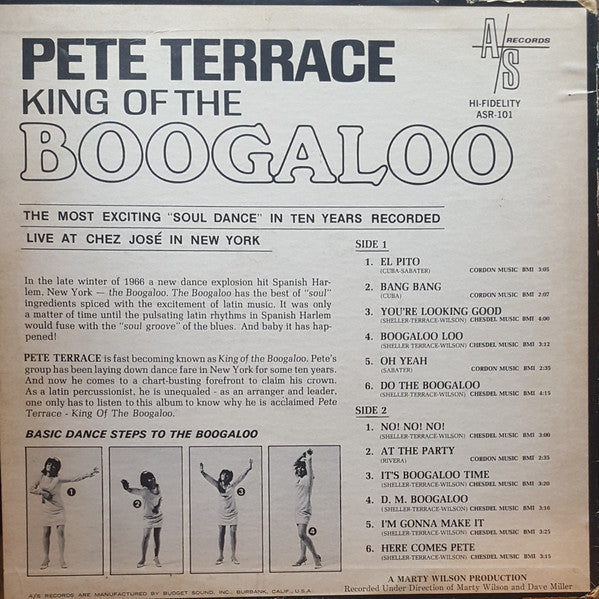 PETE TERRACE
KING OF THE
BOOGALOO
A/S RECORDS
HI-FIDELITY
ASR-101
THE MOST EXCITING "SOUL DANCE" IN TEN YEARS RECORDED
LIVE AT CHEZ JOSÉ IN NEW YORK
In the late winter of 1966 a new dance explosion hit Spanish Har-
lem, New York — the Boogaloo. The Boogaloo has the best of "soul"
ingredients spiced with the excitement of latin music. It was only
a matter of time until the pulsating latin rhythms in Spanish Harlem
would fuse with the "soul groove" of the blues. And baby it has hap-
pened!
PETE TERRACE is fast becoming known as King of the Boogaloo. Pete's
group has been laying down dance fare in New York for some ten years.
And now he comes to a chart-busting forefront to claim his crown.
As a latin percussionist, he is unequaled - as an arranger and leader,
one only has to listen to this album to know why he is acclaimed Pete
Terrace - King Of The Boogaloo.
BASIC DANCE STEPS TO THE BOOGALOO
1
2
3
4
A/S RECORDS ARE MANUFACTURED BY BUDGET SOUND, INC., BURBANK, CALIF., U.S.A.
SIDE 1
1. EL PITO
(CUBA-SABATER) CORDON MUSIC BMI 3:05
2. BANG BANG
(CUBA) CORDON MUSIC BMI 2:07
3. YOU'RE LOOKING GOOD
(SHELLER-TERRACE-WILSON) CHESDEL MUSIC BMI 4:00
4. BOOGALOO LOO
(SHELLER-TERRACE-WILSON) CHESDEL MUSIC BMI 3:12
5. OH YEAH
(SABATER) CORDON MUSIC BMI 2:35
6. DO THE BOOGALOO
(SHELLER-TERRACE-WILSON) CHESDEL MUSIC BMI 4:15
SIDE 2
1. NO! NO! NO!
(SHELLER-TERRACE-WILSON) CHESDEL MUSIC BMI 3:00
2. AT THE PARTY
(RIVERA) CORDON MUSIC BMI 2:35
3. IT'S BOOGALOO TIME
(SHELLER-TERRACE-WILSON) CHESDEL MUSIC BMI 3:20
4. D. M. BOOGALOO
(SHELLER-TERRACE-WILSON) CHESDEL MUSIC BMI 3:16
5. I'M GONNA MAKE IT
(SHELLER-TERRACE-WILSON) CHESDEL MUSIC BMI 3:25
6. HERE COMES PETE
(SHELLER-TERRACE-WILSON) CHESDEL MUSIC BMI 3:15
A MARTY WILSON PRODUCTION
Recorded Under Direction of Marty Wilson and Dave Miller